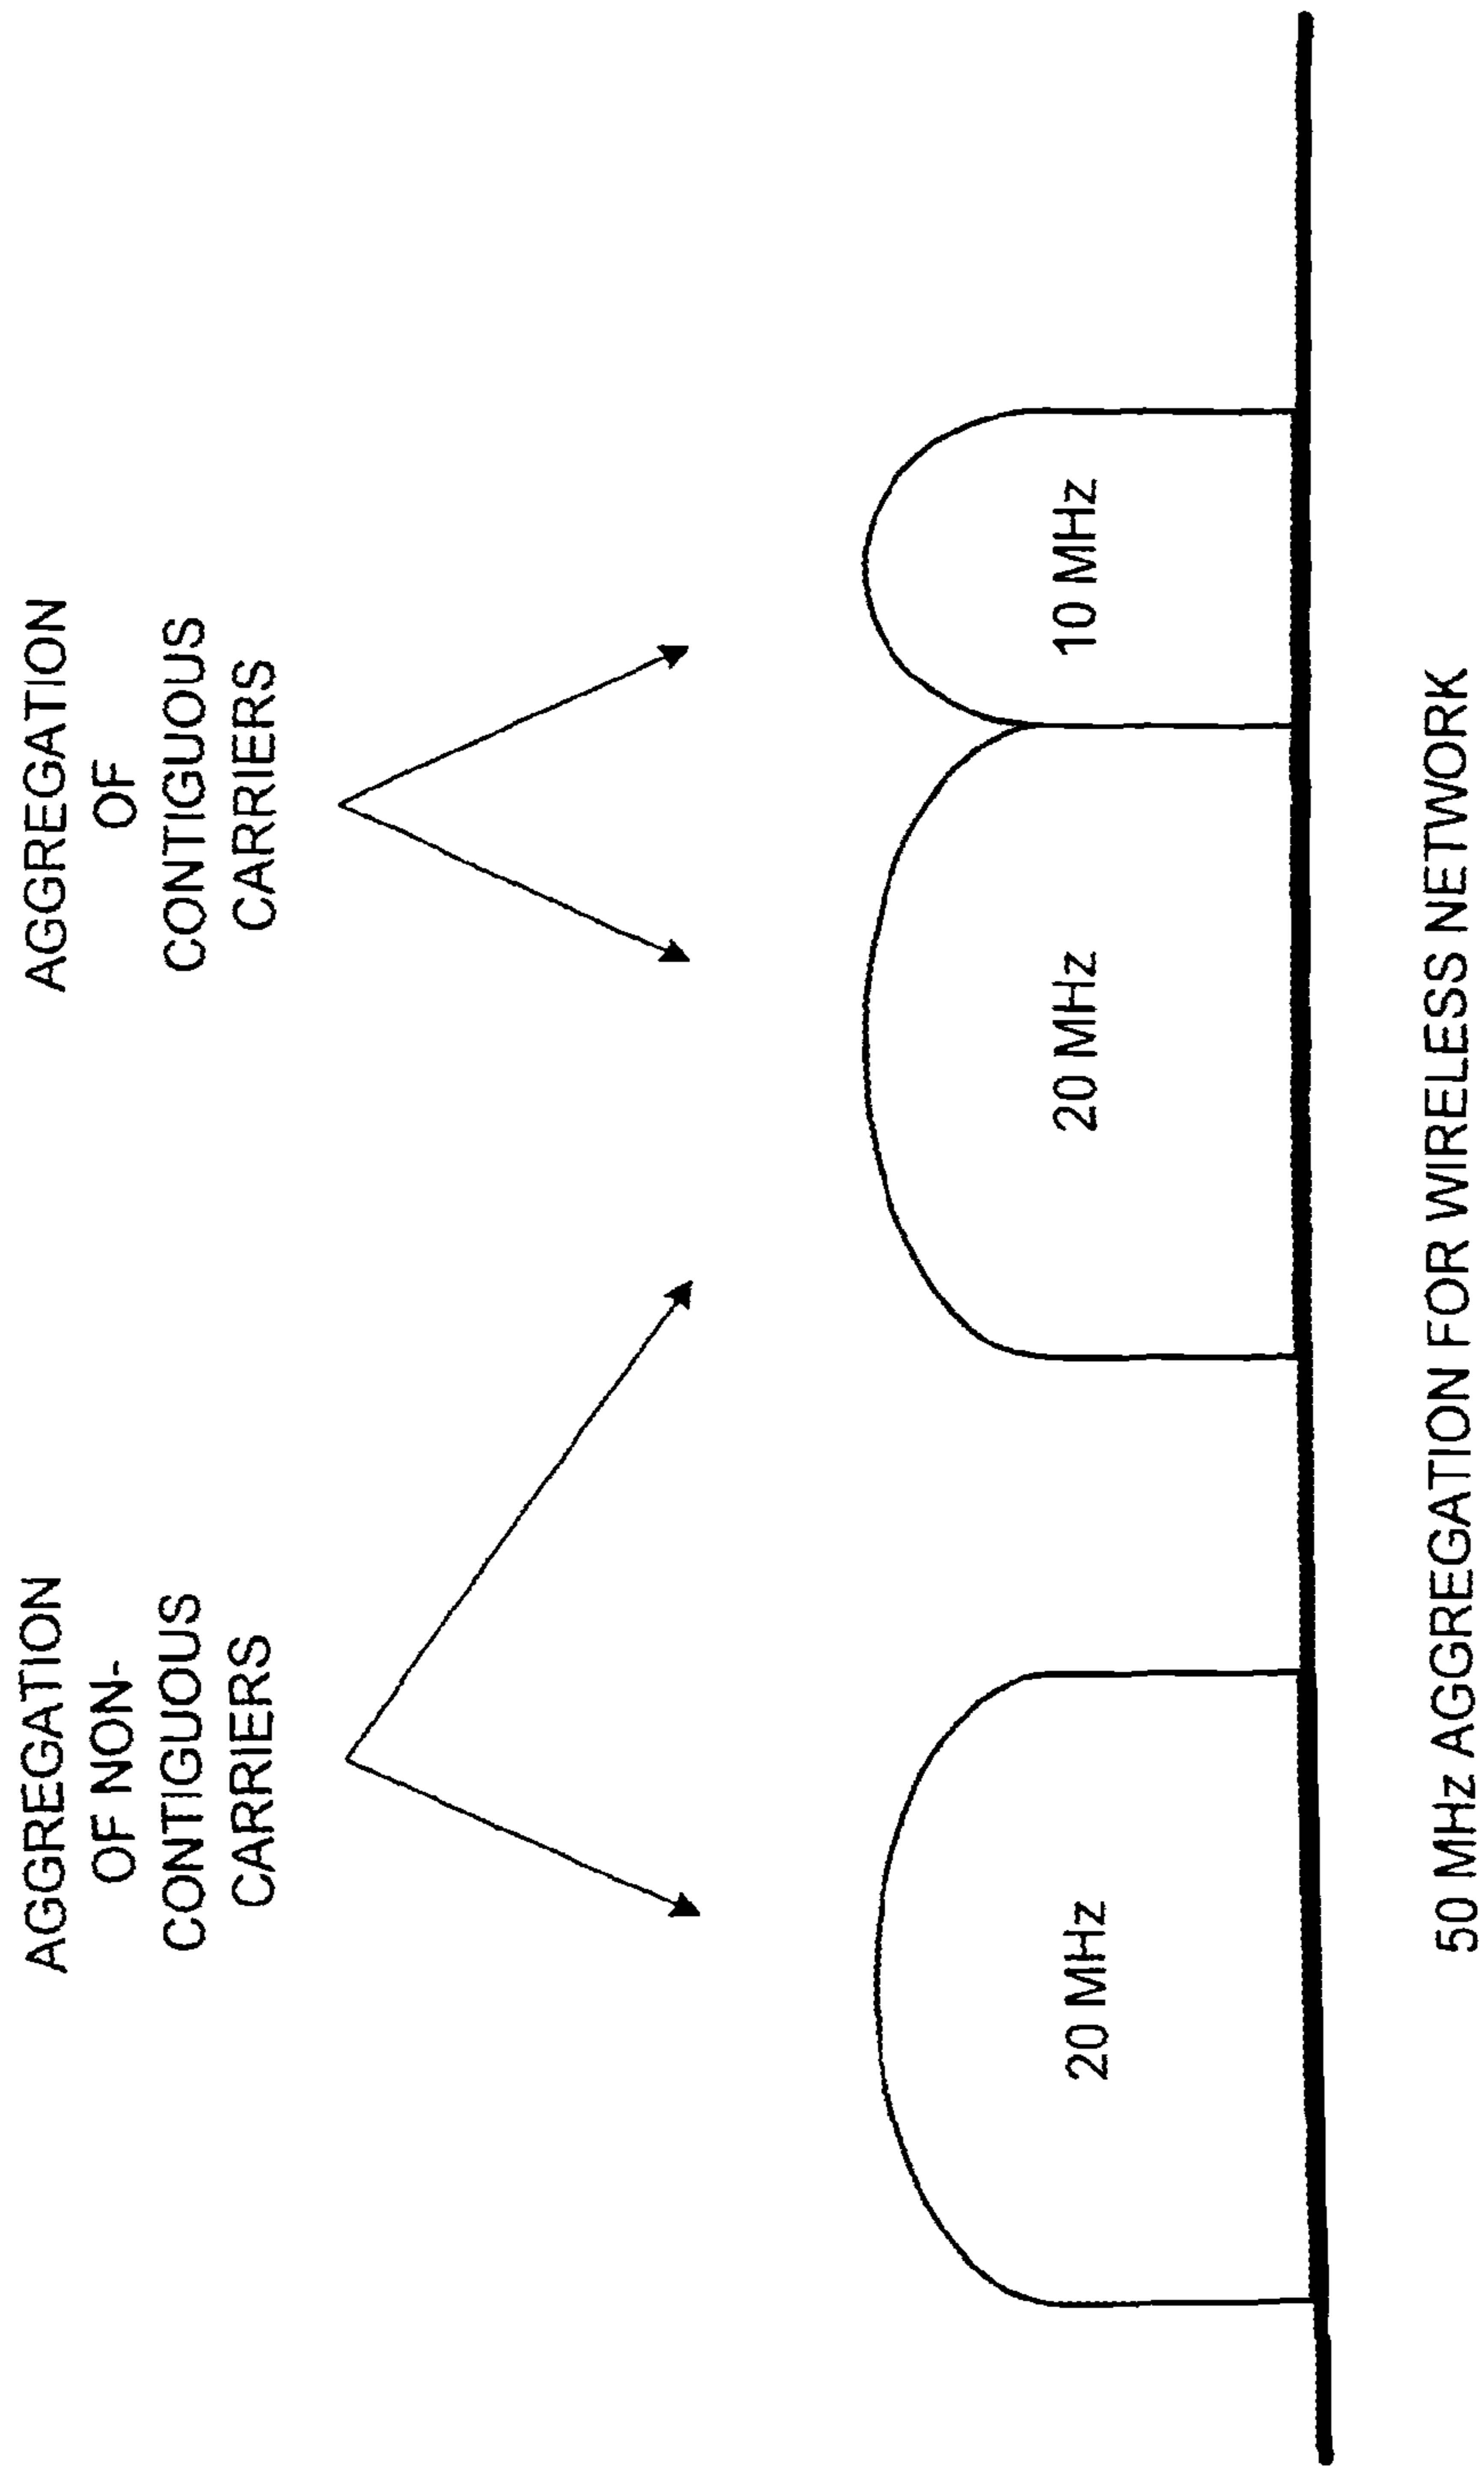 AGGREGATION
OF NON-
CONTIGUOUS
CARRIERS
AGGREGATION
OF
CONTIGUOUS
CARRIERS
20 MHz
20 MHz
10 MHz
50 MHz AGGREGATION FOR WIRELESS NETWORK